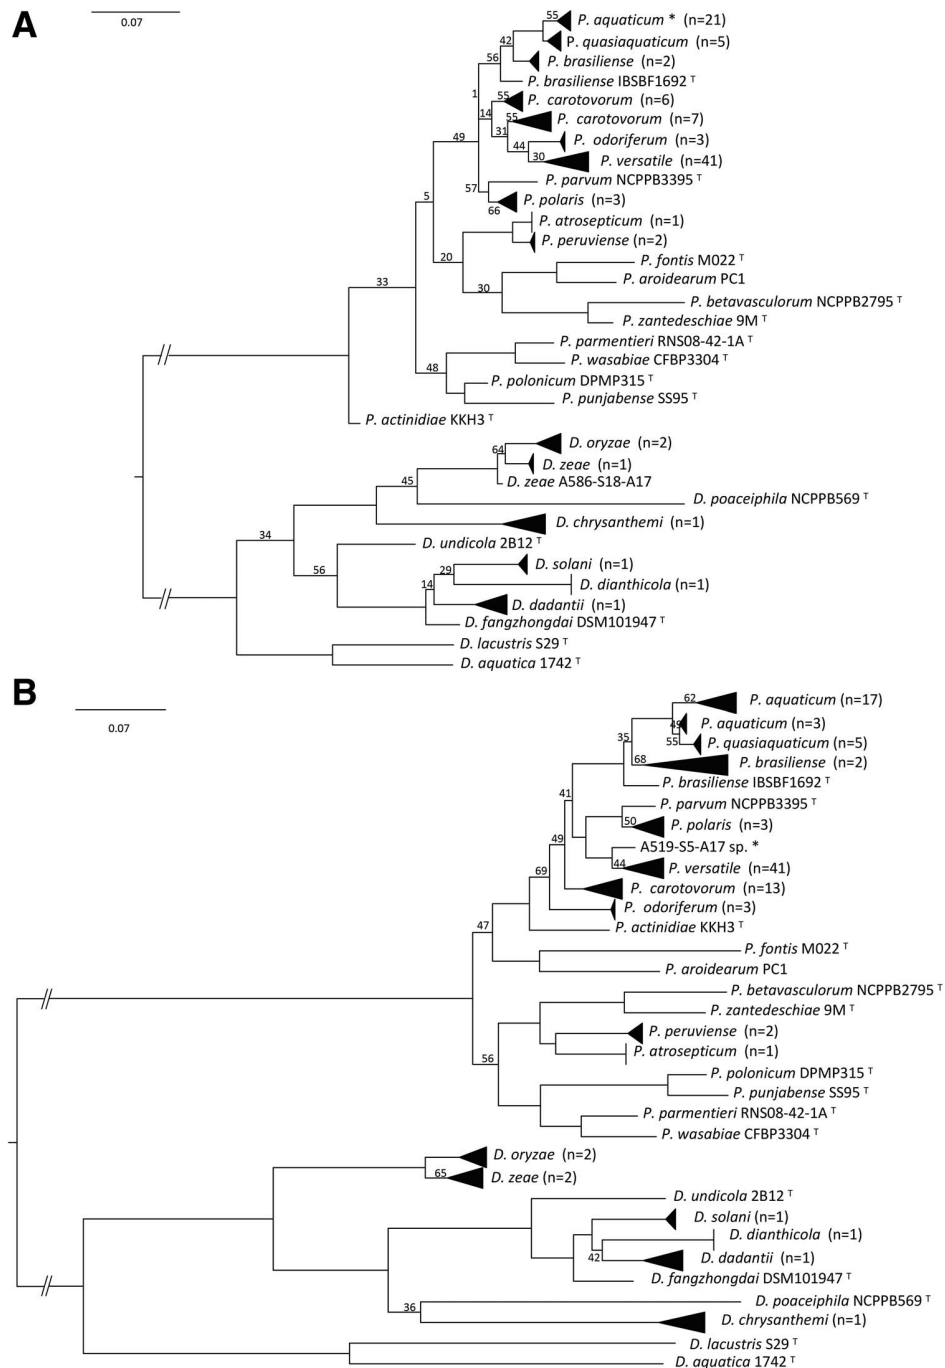 A
0.07
55 P. aquaticum * (n=21)
42 P. quasiaquaticum (n=5)
56 P. brasiliense (n=2)
P. brasiliense IBSBF1692 T
1 55 P. carotovorum (n=6)
14 55 P. carotovorum (n=7)
49 31 44 P. odoriferum (n=3)
30 P. versatile (n=41)
57 P. parvum NCPPB3395 T
5 66 P. polaris (n=3)
P. atrosepticum (n=1)
P. peruviense (n=2)
20 P. fontis M022 T
33 P. aroidearum PC1
30 P. betavasculorum NCPPB2795 T
P. zantedeschiae 9M T
P. parmentieri RNS08-42-1A T
P. wasabiae CFBP3304 T
48 P. polonicum DPMP315 T
P. punjabense SS95 T
P. actinidiae KKH3 T
64 D. oryzae (n=2)
D. zeae (n=1)
45 D. zeae A586-S18-A17
D. poaceiphila NCPPB569 T
D. chrysanthemi (n=1)
34 D. undicola 2B12 T
56 29 D. solani (n=1)
14 D. dianthicola (n=1)
D. dadantii (n=1)
D. fangzhongdai DSM101947 T
D. lacustris S29 T
D. aquatica 1742 T
B
0.07
62 P. aquaticum (n=17)
49 P. aquaticum (n=3)
35 55 P. quasiaquaticum (n=5)
68 P. brasiliense (n=2)
P. brasiliense IBSBF1692 T
41 P. parvum NCPPB3395 T
50 P. polaris (n=3)
49 A519-S5-A17 sp. *
69 44 P. versatile (n=41)
P. carotovorum (n=13)
P. odoriferum (n=3)
47 P. actinidiae KKH3 T
P. fontis M022 T
P. aroidearum PC1
P. betavasculorum NCPPB2795 T
P. zantedeschiae 9M T
P. peruviense (n=2)
56 P. atrosepticum (n=1)
P. polonicum DPMP315 T
P. punjabense SS95 T
P. parmentieri RNS08-42-1A T
P. wasabiae CFBP3304 T
D. oryzae (n=2)
65 D. zeae (n=2)
D. undicola 2B12 T
D. solani (n=1)
D. dianthicola (n=1)
42 D. dadantii (n=1)
D. fangzhongdai DSM101947 T
36 D. poaceiphila NCPPB569 T
D. chrysanthemi (n=1)
D. lacustris S29 T
D. aquatica 1742 T